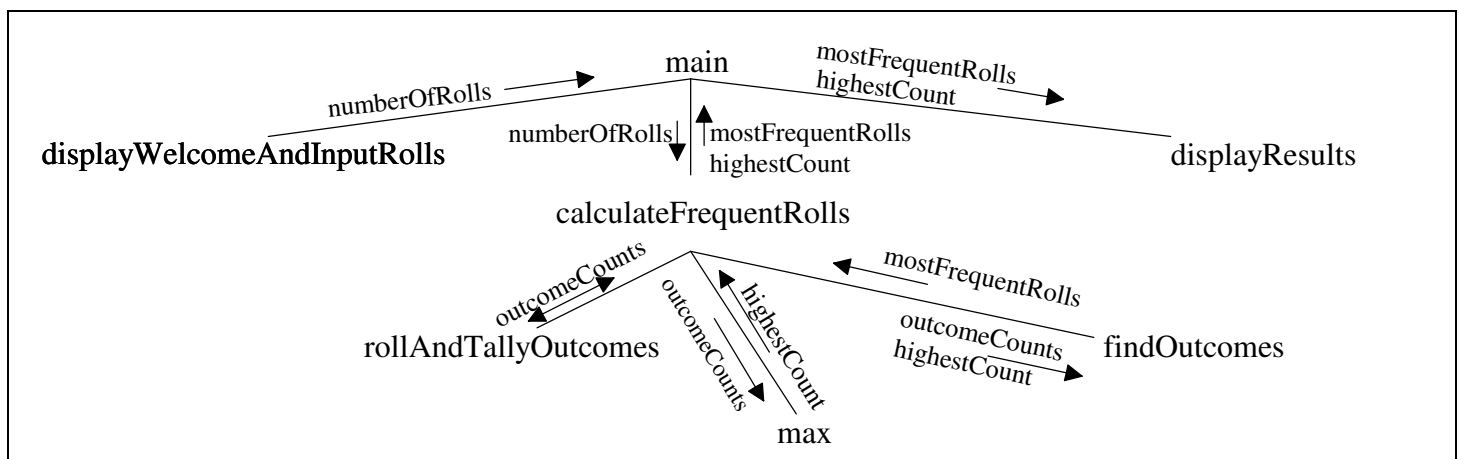 main
mostFrequentRolls
highestCount
numberOfRolls
numberOfRolls
mostFrequentRolls
highestCount
displayWelcomeAndInputRolls
displayResults
calculateFrequentRolls
outcomeCounts
outcomeCounts
highestCount
mostFrequentRolls
outcomeCounts
highestCount
rollAndTallyOutcomes
findOutcomes
max